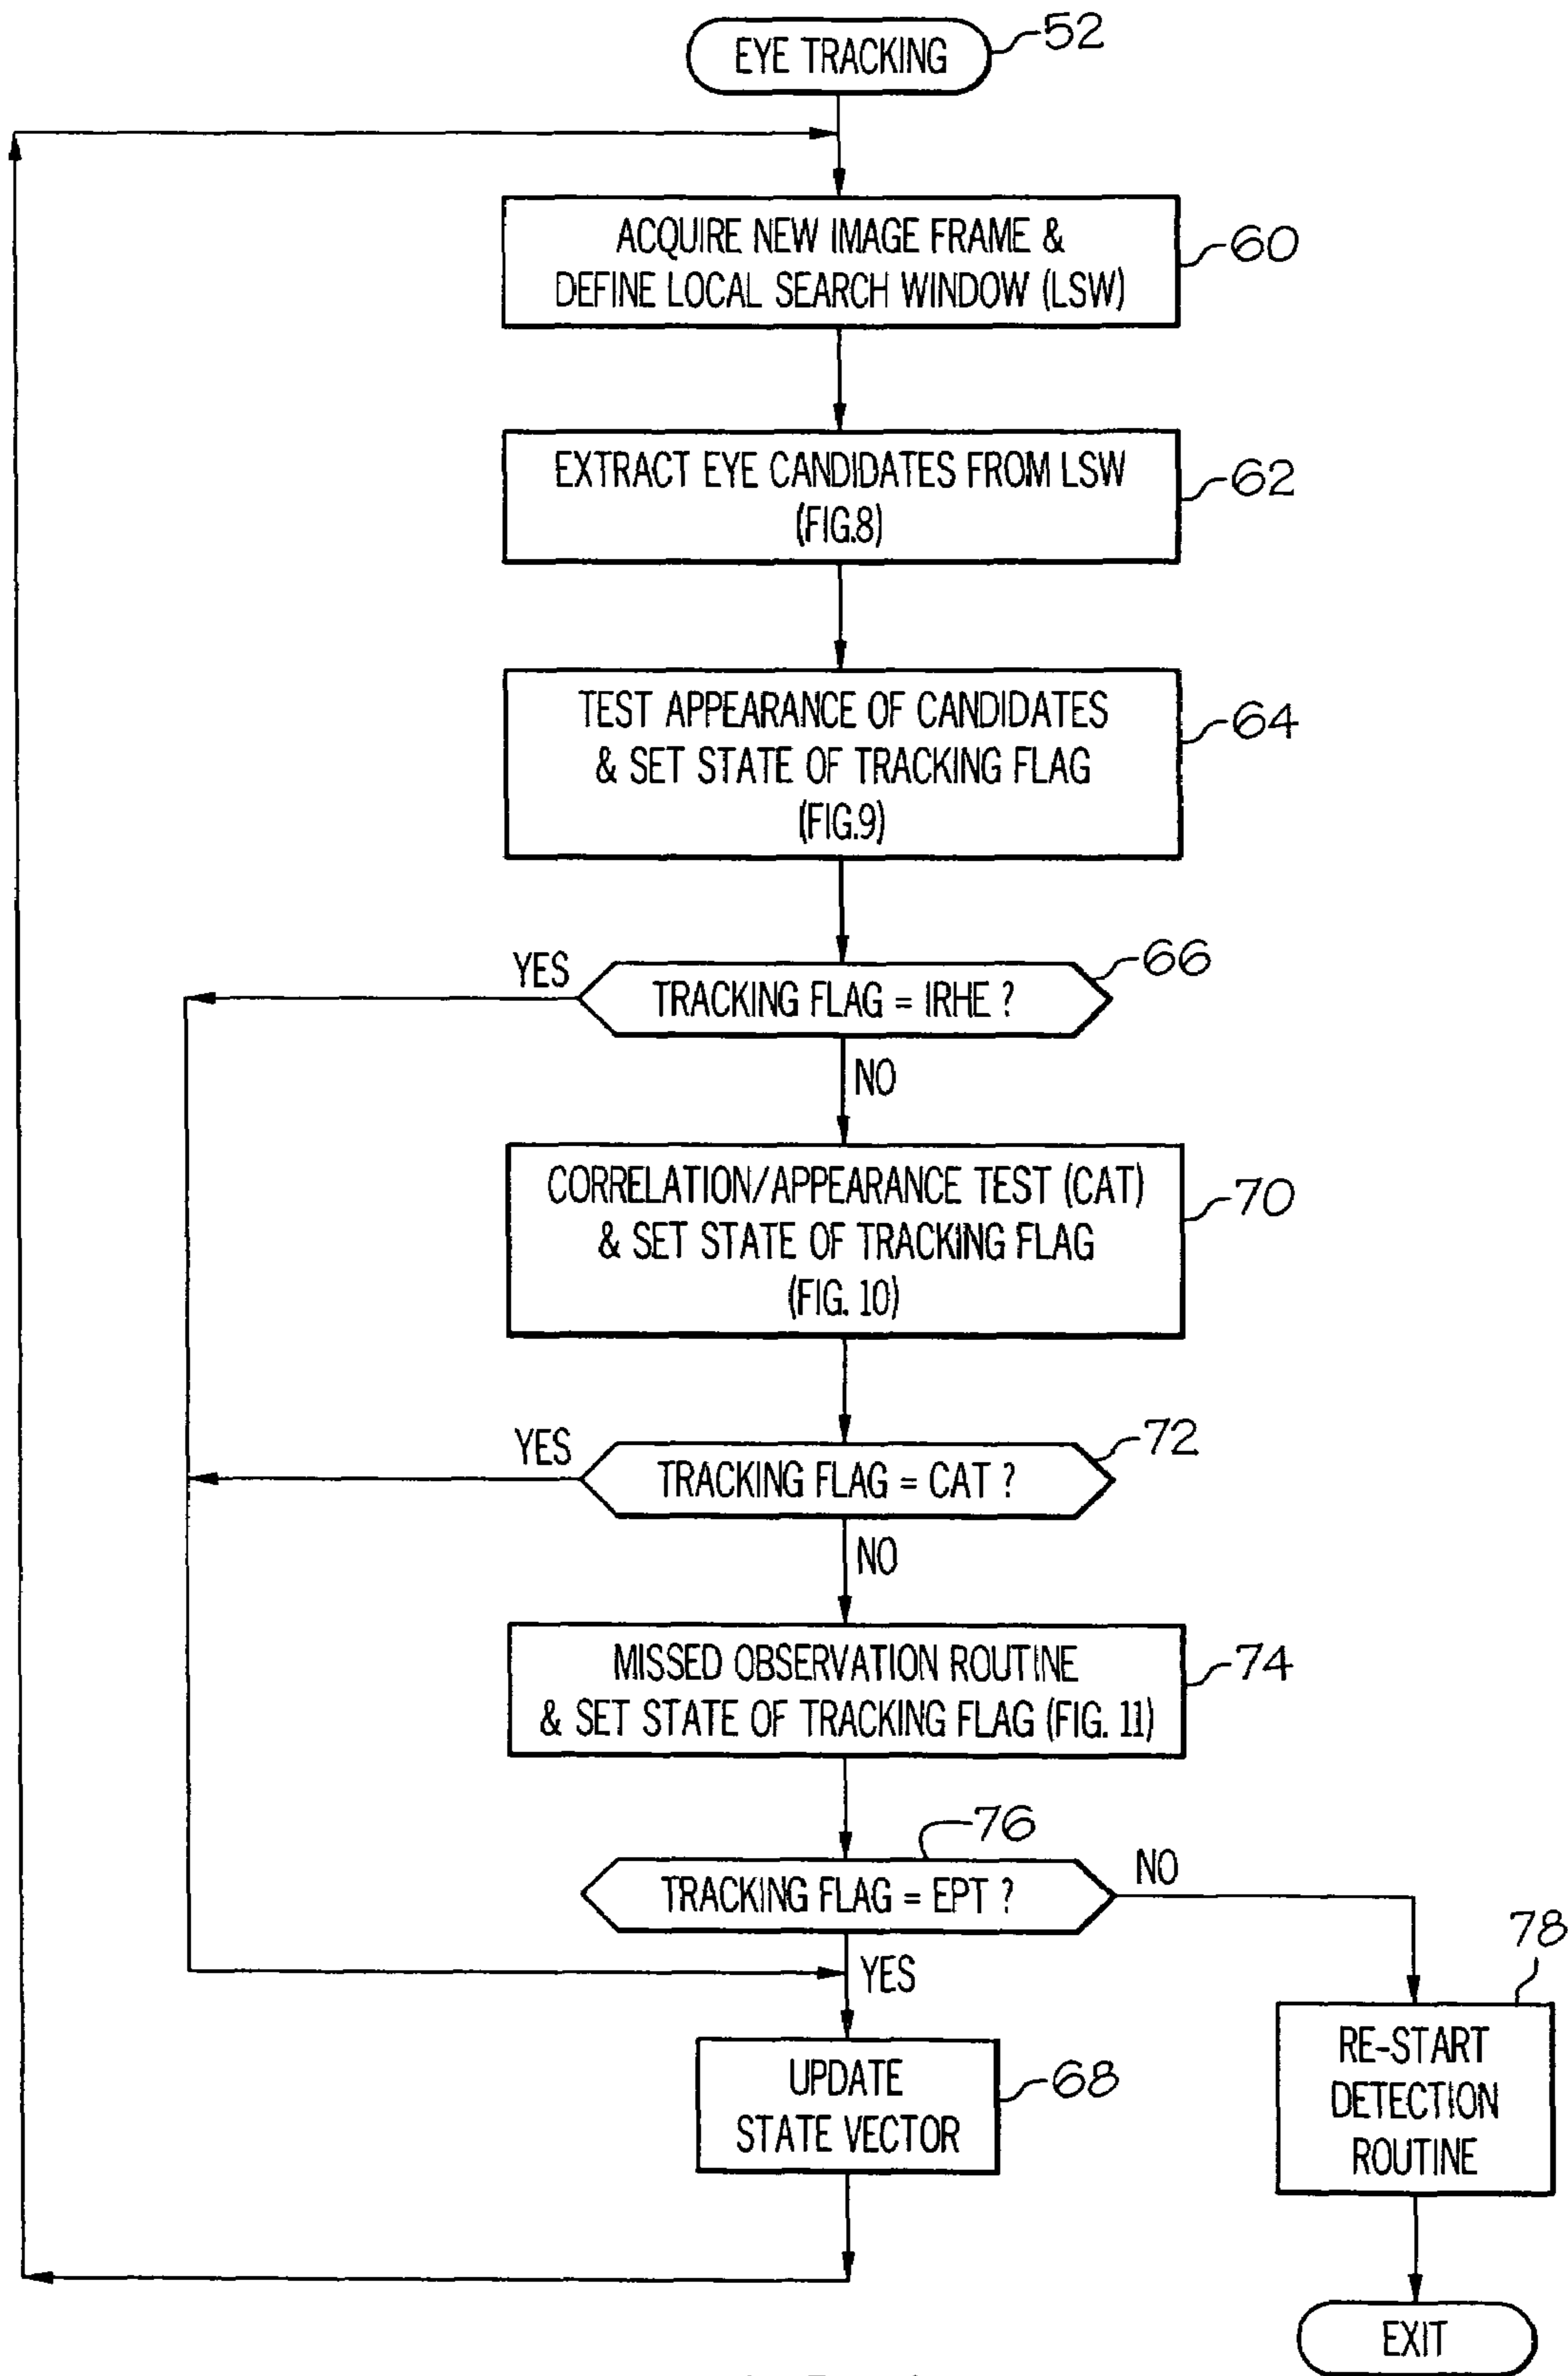 EYE TRACKING
52
ACQUIRE NEW IMAGE FRAME &
DEFINE LOCAL SEARCH WINDOW (LSW)
60
EXTRACT EYE CANDIDATES FROM LSW
(FIG.8)
62
TEST APPEARANCE OF CANDIDATES
& SET STATE OF TRACKING FLAG
(FIG.9)
64
YES
TRACKING FLAG = IRHE ?
66
NO
CORRELATION/APPEARANCE TEST (CAT)
& SET STATE OF TRACKING FLAG
(FIG. 10)
70
YES
TRACKING FLAG = CAT ?
72
NO
MISSED OBSERVATION ROUTINE
& SET STATE OF TRACKING FLAG (FIG. 11)
74
76
TRACKING FLAG = EPT ?
NO
YES
78
UPDATE
STATE VECTOR
68
RE-START
DETECTION
ROUTINE
EXIT